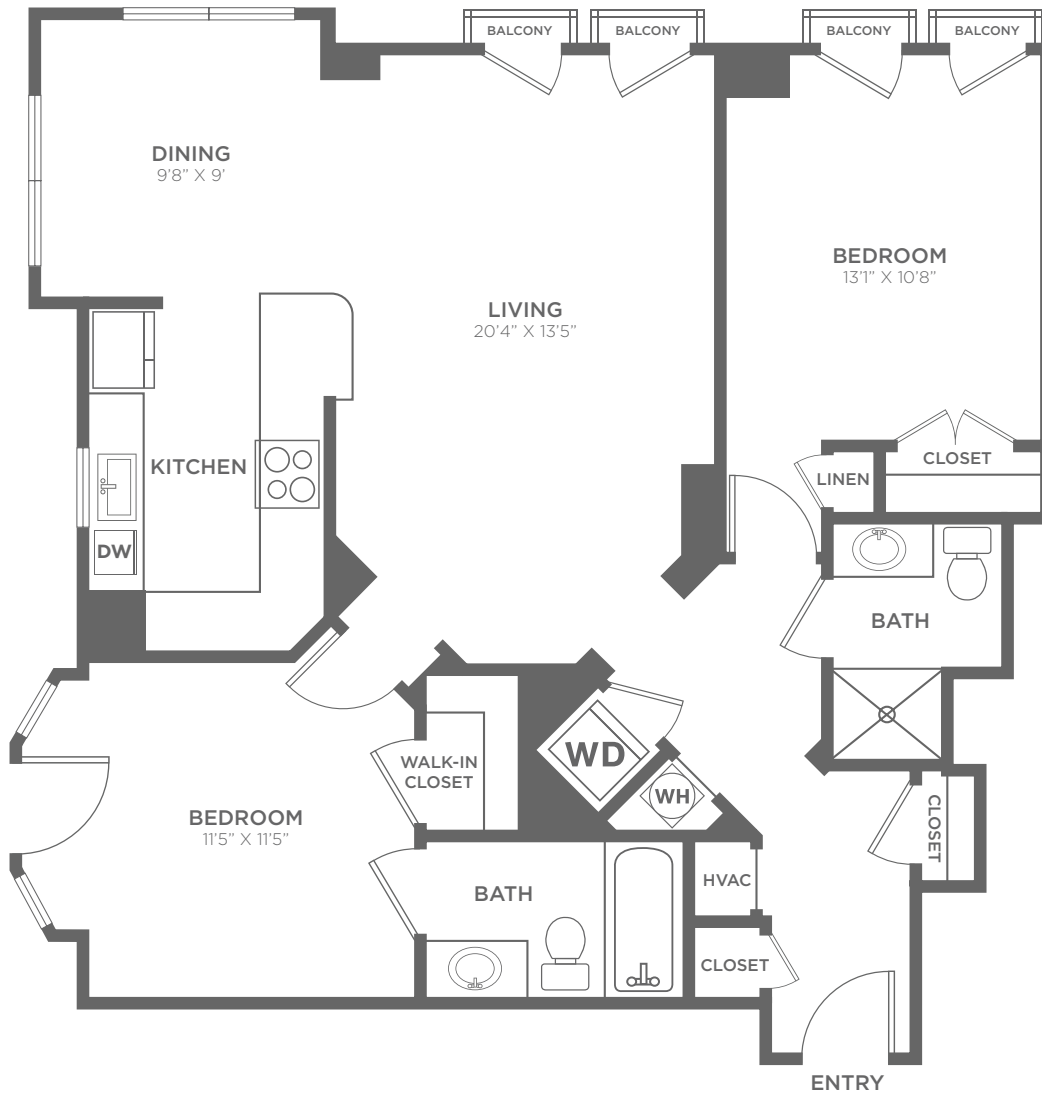 BALCONY
BALCONY
BALCONY
BALCONY
DINING
9’8” X 9’
BEDROOM
13’1” X 10’8”
LIVING
20’4” X 13’5”
KITCHEN
CLOSET
LINEN
DW
BATH
WD
WALK-IN
CLOSET
WH
BEDROOM
11’5” X 11’5”
CLOSET
HVAC
BATH
CLOSET
ENTRY